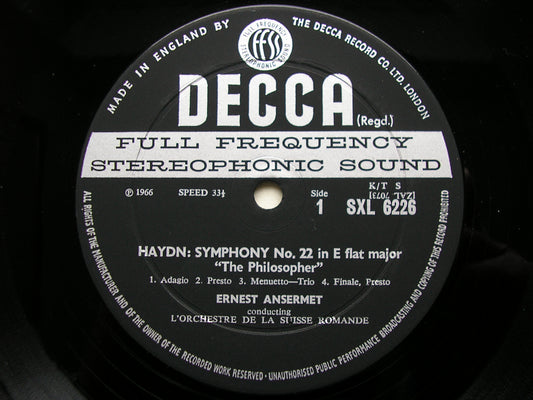 MADE IN ENGLAND BY
THE DECCA RECORD CO. LTD. LONDON
FULL FREQUENCY
ffss
STEREOPHONIC SOUND
DECCA
(Regd.)
FULL FREQUENCY
STEREOPHONIC SOUND
℗ 1966 SPEED 33⅓
Side
1
K/T S
[ZAL 7073]
SXL 6226
HAYDN: SYMPHONY No. 22 in E flat major
"The Philosopher"
1. Adagio 2. Presto 3. Menuetto—Trio 4. Finale, Presto
ERNEST ANSERMET
conducting
L'ORCHESTRE DE LA SUISSE ROMANDE
ALL RIGHTS OF THE MANUFACTURER AND OF THE OWNER OF THE RECORDED WORK RESERVED · UNAUTHORISED PUBLIC PERFORMANCE BROADCASTING AND COPYING OF THIS RECORD PROHIBITED